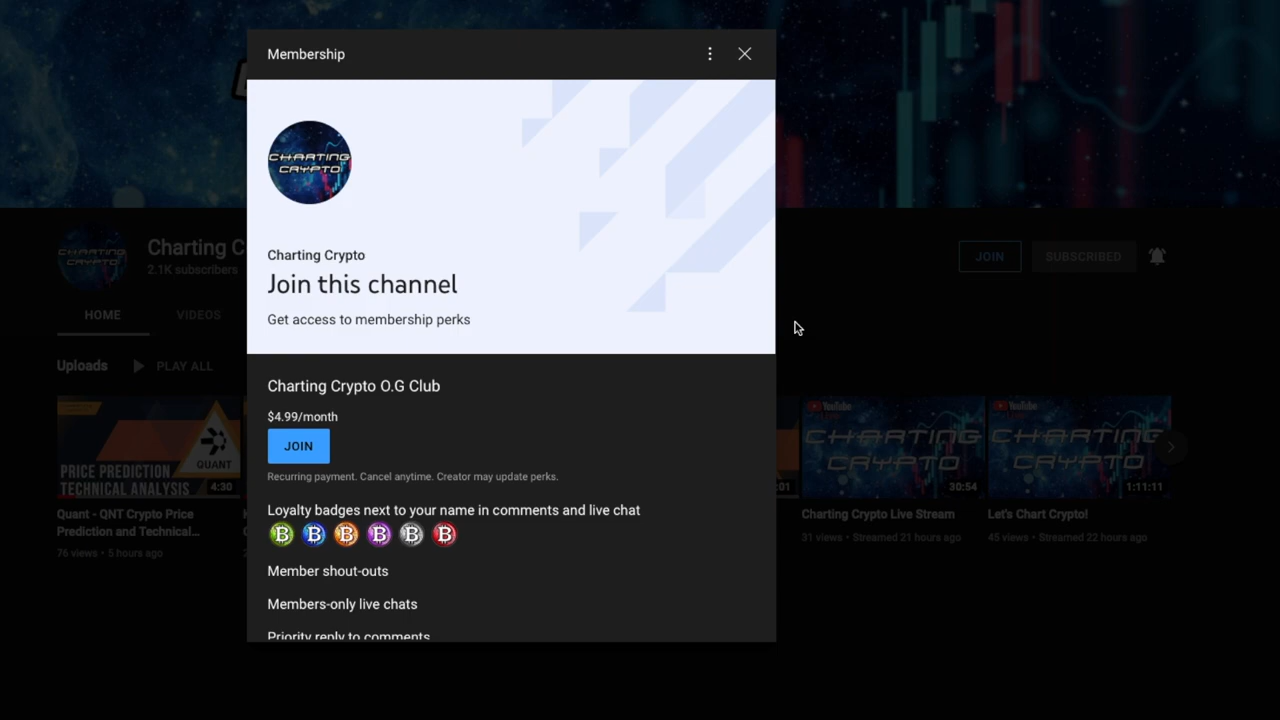 Membership
CHARTING
CRYPTO
Charting Crypto
Join this channel
Get access to membership perks
Charting Crypto O.G Club
$4.99/month
JOIN
Recurring payment. Cancel anytime. Creator may update perks.
Loyalty badges next to your name in comments and live chat
Member shout-outs
Members-only live chats
Priority reply to comments
CHARTING
CRYPTO
Charting C
2.1K subscribers
JOIN
SUBSCRIBED
HOME
VIDEOS
Uploads
PLAY ALL
QUANT
PRICE PREDICTION
TECHNICAL ANALYSIS
4:30
Quant - QNT Crypto Price
Prediction and Technical...
76 views • 5 hours ago
:01
YouTube
CHARTING
CRYPTO
30:54
Charting Crypto Live Stream
31 views • Streamed 21 hours ago
YouTube
CHARTING
CRYPTO
1:11:11
Let's Chart Crypto!
45 views • Streamed 22 hours ago